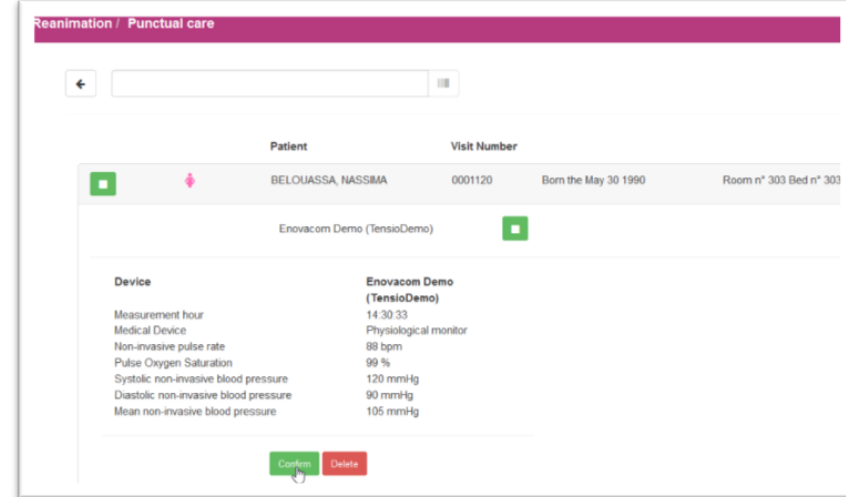 Reanimation / Punctual care
Patient Visit Number
BELOUASSA, NASSIMA 0001120 Born the May 30 1990 Room n° 303 Bed n° 303
Enovacom Demo (TensioDemo)
Device Enovacom Demo
(TensioDemo)
Measurement hour 14:30:33
Medical Device Physiological monitor
Non-invasive pulse rate 88 bpm
Pulse Oxygen Saturation 99 %
Systolic non-invasive blood pressure 120 mmHg
Diastolic non-invasive blood pressure 90 mmHg
Mean non-invasive blood pressure 105 mmHg
Confirm Delete